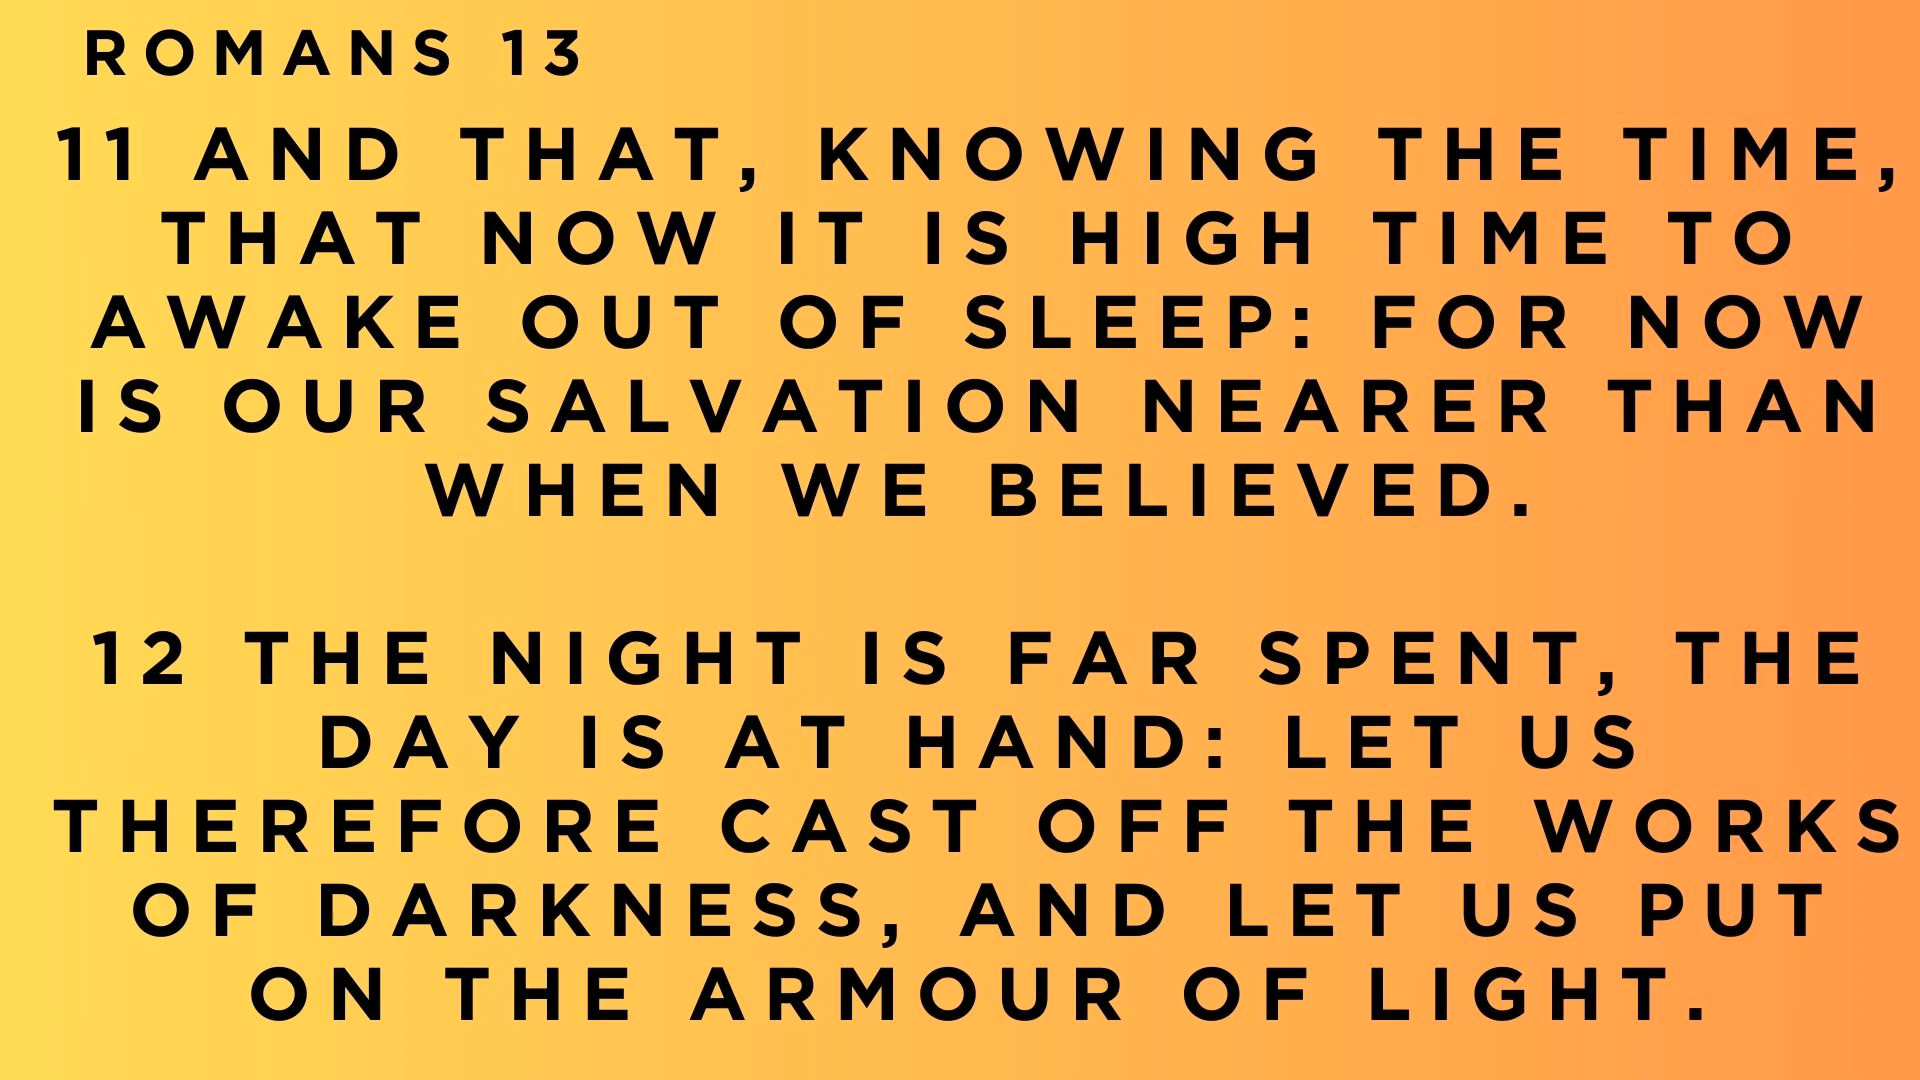 ROMANS 13
11 AND THAT, KNOWING THE TIME,
THAT NOW IT IS HIGH TIME TO
AWAKE OUT OF SLEEP: FOR NOW
IS OUR SALVATION NEARER THAN
WHEN WE BELIEVED.
12 THE NIGHT IS FAR SPENT, THE
DAY IS AT HAND: LET US
THEREFORE CAST OFF THE WORKS
OF DARKNESS, AND LET US PUT
ON THE ARMOUR OF LIGHT.